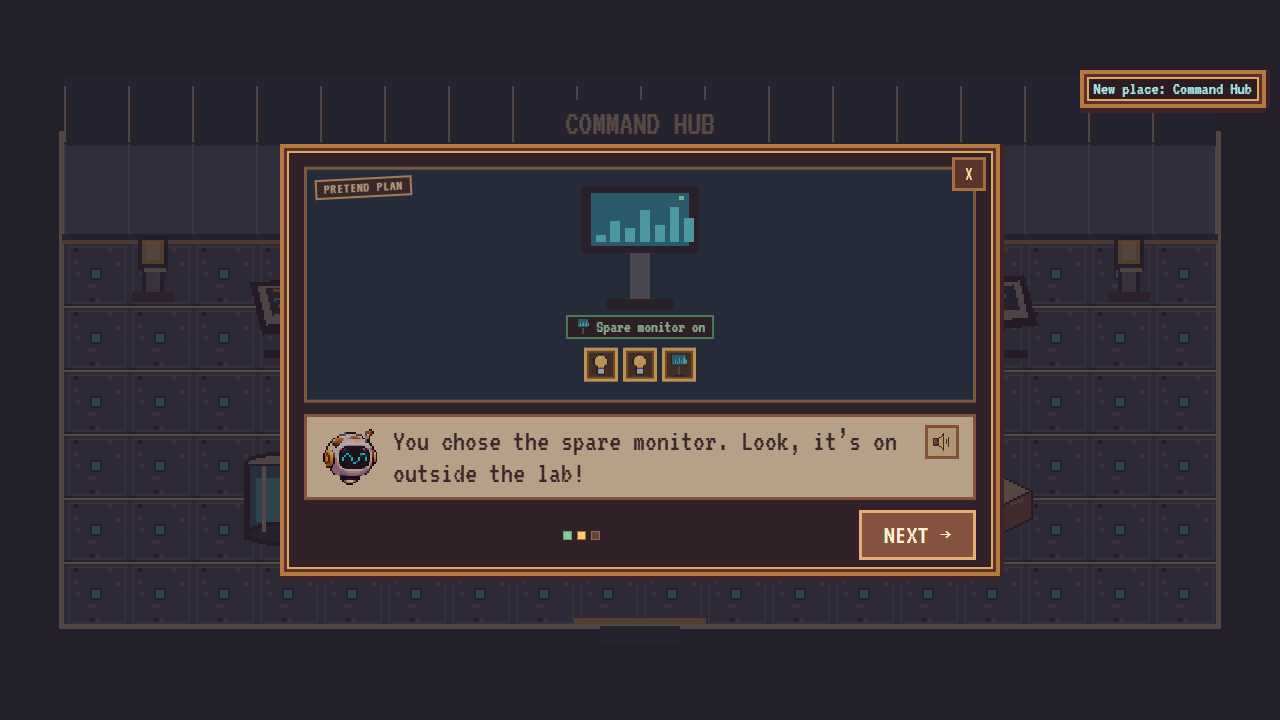 New place: Command Hub
COMMAND HUB
PRETEND PLAN
X
Spare monitor on
You chose the spare monitor. Look, it's on
outside the lab!
NEXT →